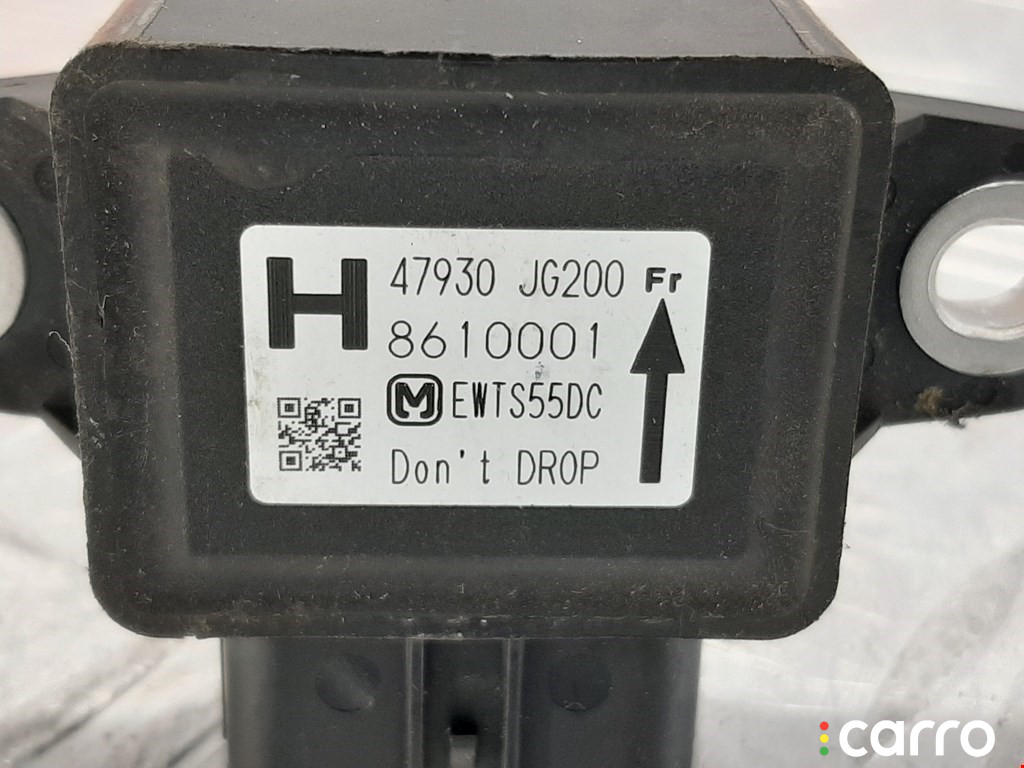 H 47930 JG200 Fr
8610001
M EWTS55DC
Don't DROP
carro